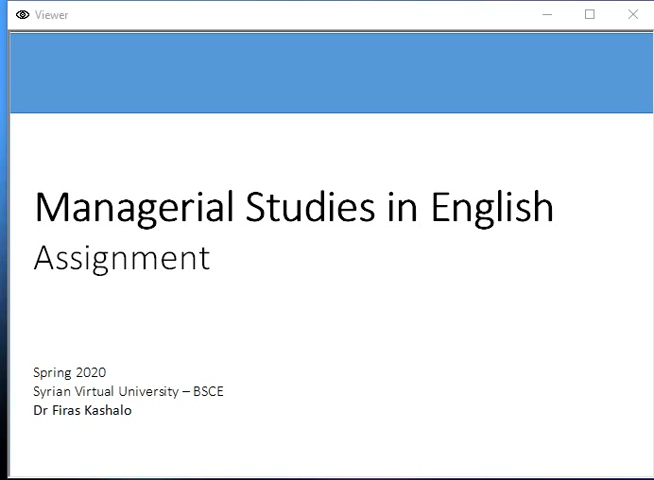 Viewer
Managerial Studies in English
Assignment
Spring 2020
Syrian Virtual University – BSCE
Dr Firas Kashalo